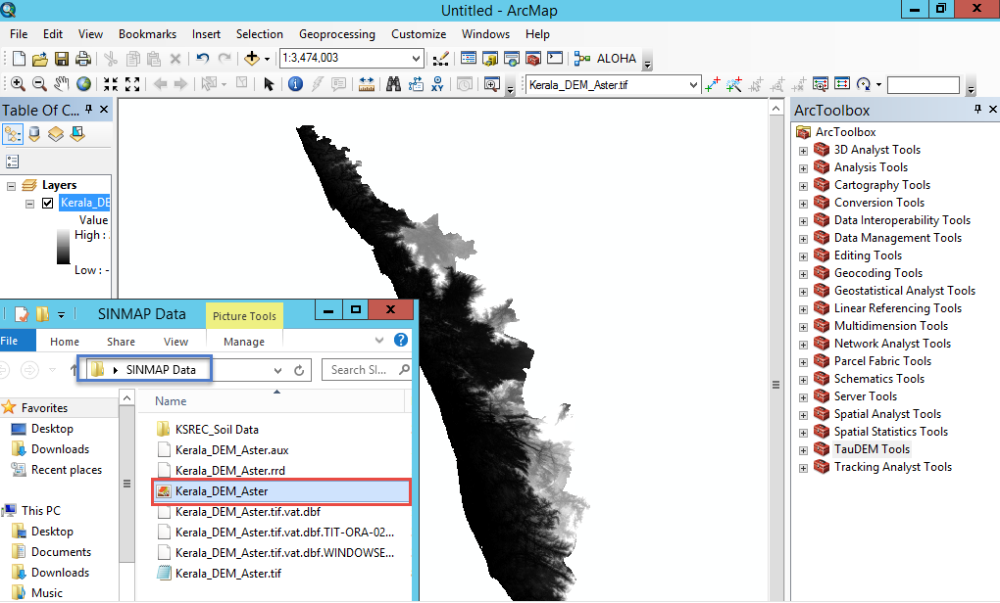 Untitled - ArcMap
File Edit View Bookmarks Insert Selection Geoprocessing Customize Windows Help
1:3,474,003
ALOHA
Kerala_DEM_Aster.tif
Table Of C...
Layers
Kerala_DE
Value
High :
Low : -
SINMAP Data
Picture Tools
File Home Share View Manage
SINMAP Data
Search SI...
Favorites
Desktop
Downloads
Recent places
This PC
Desktop
Documents
Downloads
Music
Name
KSREC_Soil Data
Kerala_DEM_Aster.aux
Kerala_DEM_Aster.rrd
Kerala_DEM_Aster
Kerala_DEM_Aster.tif.vat.dbf
Kerala_DEM_Aster.tif.vat.dbf.TIT-ORA-02...
Kerala_DEM_Aster.tif.vat.dbf.WINDOWSE...
Kerala_DEM_Aster.tif
ArcToolbox
ArcToolbox
3D Analyst Tools
Analysis Tools
Cartography Tools
Conversion Tools
Data Interoperability Tools
Data Management Tools
Editing Tools
Geocoding Tools
Geostatistical Analyst Tools
Linear Referencing Tools
Multidimension Tools
Network Analyst Tools
Parcel Fabric Tools
Schematics Tools
Server Tools
Spatial Analyst Tools
Spatial Statistics Tools
TauDEM Tools
Tracking Analyst Tools